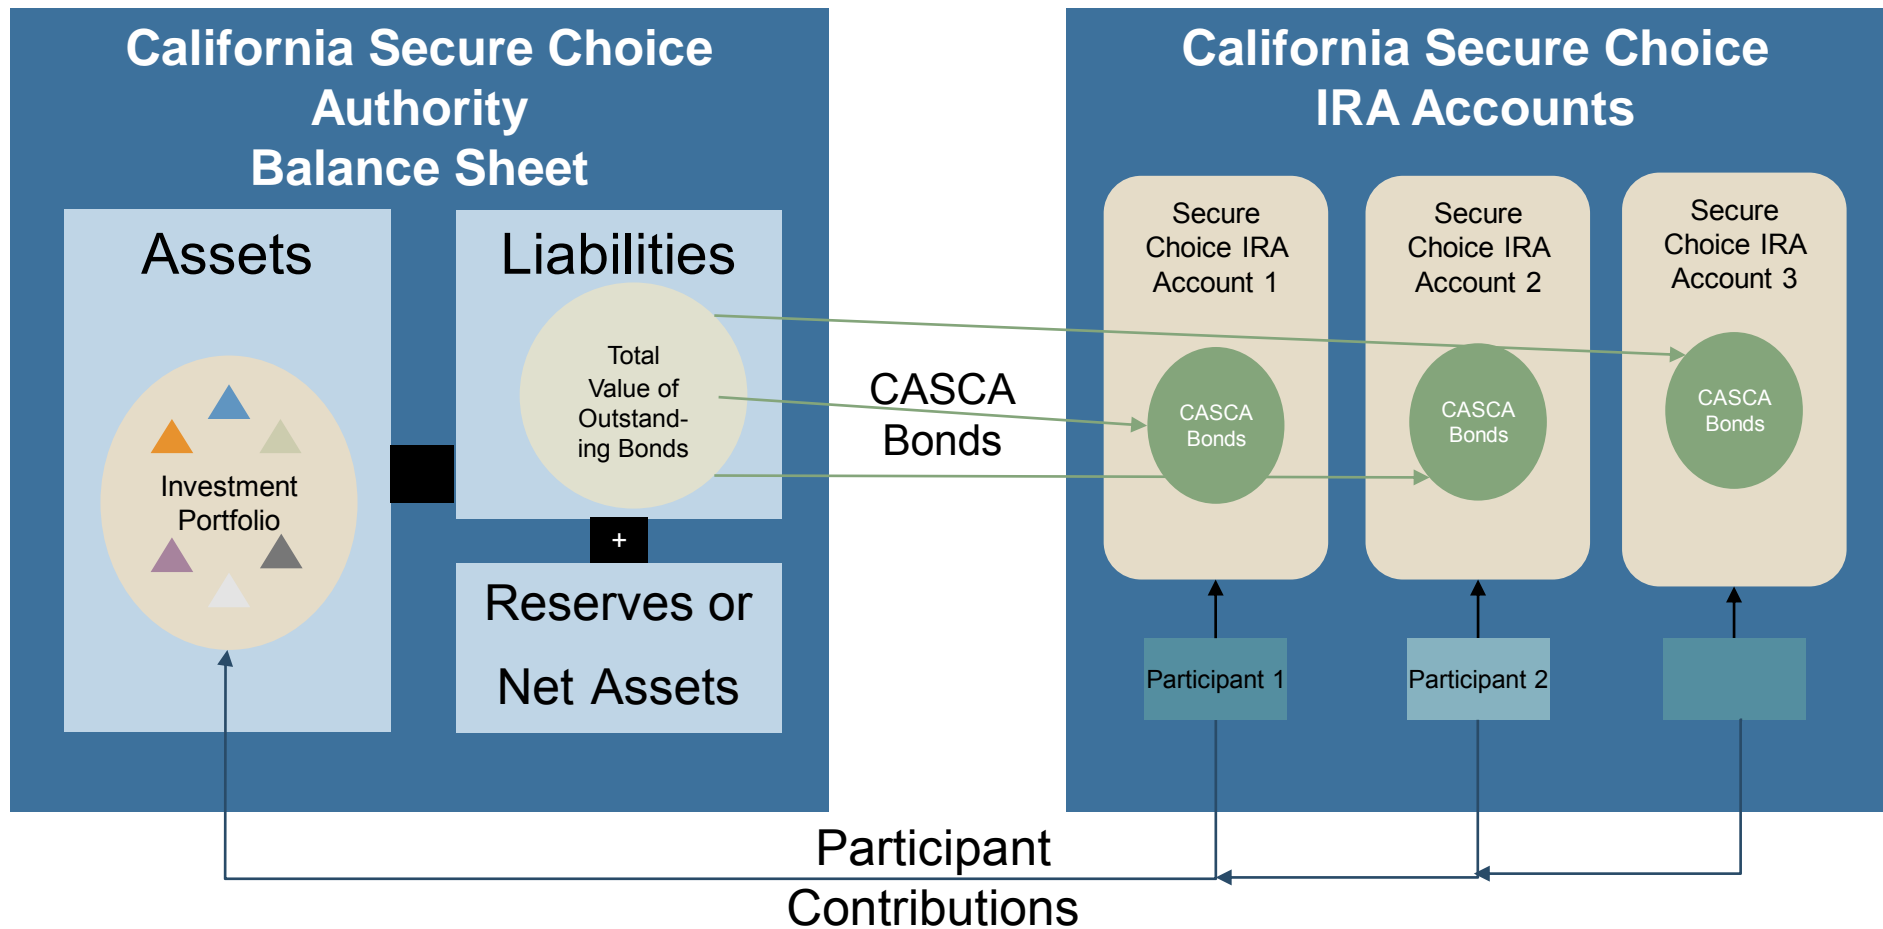 California Secure Choice
Authority
Balance Sheet
Assets
Investment
Portfolio
Liabilities
Total
Value of
Outstand-
ing Bonds
+
Reserves or
Net Assets
CASCA
Bonds
California Secure Choice
IRA Accounts
Secure
Choice IRA
Account 1
CASCA
Bonds
Participant 1
Secure
Choice IRA
Account 2
CASCA
Bonds
Participant 2
Secure
Choice IRA
Account 3
CASCA
Bonds
Participant
Contributions